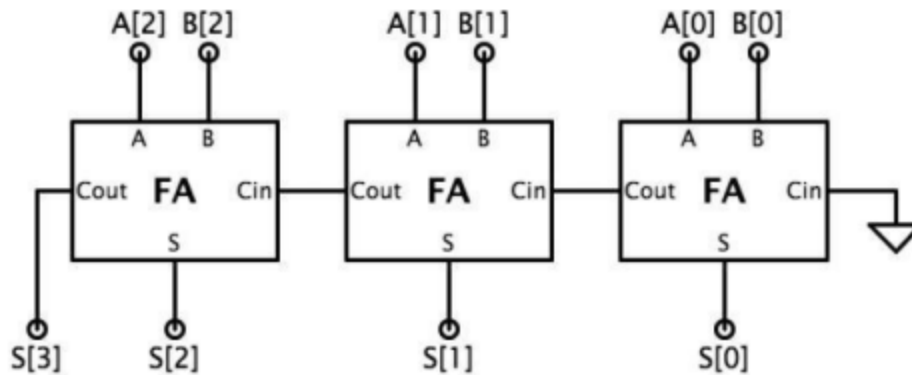 A[2] B[2] A[1] B[1] A[0] B[0]
A B A B A B
Cout FA Cin Cout FA Cin Cout FA Cin
S S S
S[3] S[2] S[1] S[0]